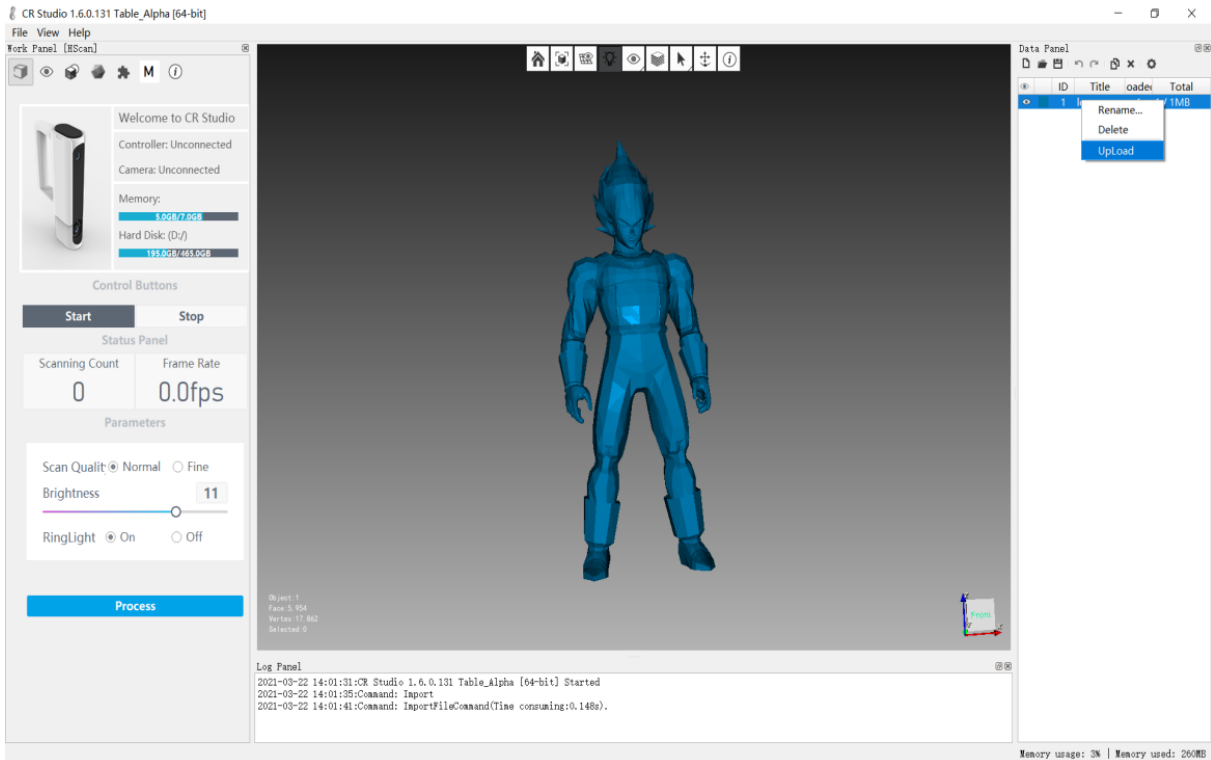 CR Studio 1.6.0.131 Table_Alpha [64-bit]
File View Help
Work Panel [HScan]
M
Welcome to CR Studio
Controller: Unconnected
Camera: Unconnected
Memory:
5.0GB/7.0GB
Hard Disk: (D:/)
195.0GB/465.0GB
Control Buttons
Start Stop
Status Panel
Scanning Count Frame Rate
0 0.0fps
Parameters
Scan Qualit Normal Fine
Brightness 11
RingLight On Off
Process
Object:1
Face:5,954
Vertex:17,862
Selected:0
Front
Log Panel
2021-03-22 14:01:31:CR Studio 1.6.0.131 Table_Alpha [64-bit] Started
2021-03-22 14:01:35:Command: Import
2021-03-22 14:01:41:Command: ImportFileCommand(Time consuming:0.148s).
Data Panel
ID Title oade Total
1 1MB
Rename...
Delete
UpLoad
Memory usage: 3% | Memory used: 260MB